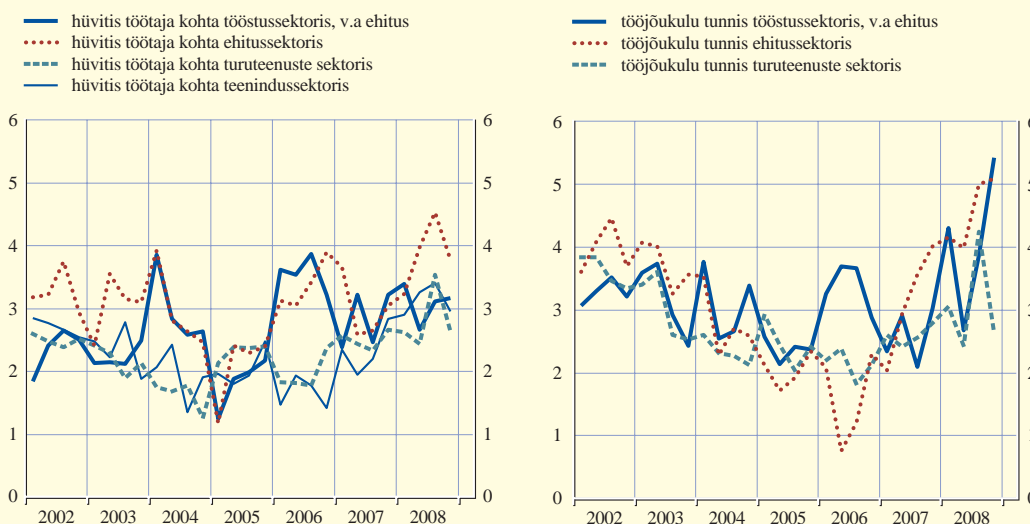 hüvitis töötaja kohta tööstussektoris, v.a ehitus
hüvitis töötaja kohta ehitussektoris
hüvitis töötaja kohta turuteenuste sektoris
hüvitis töötaja kohta teenindussektoris
6 6
5 5
4 4
3 3
2 2
1 1
0 0
2002 2003 2004 2005 2006 2007 2008
tööjõukulu tunnis tööstussektoris, v.a ehitus
tööjõukulu tunnis ehitussektoris
tööjõukulu tunnis turuteenuste sektoris
6
5
4
3
2
1
0
2002 2003 2004 2005 2006 2007 2008